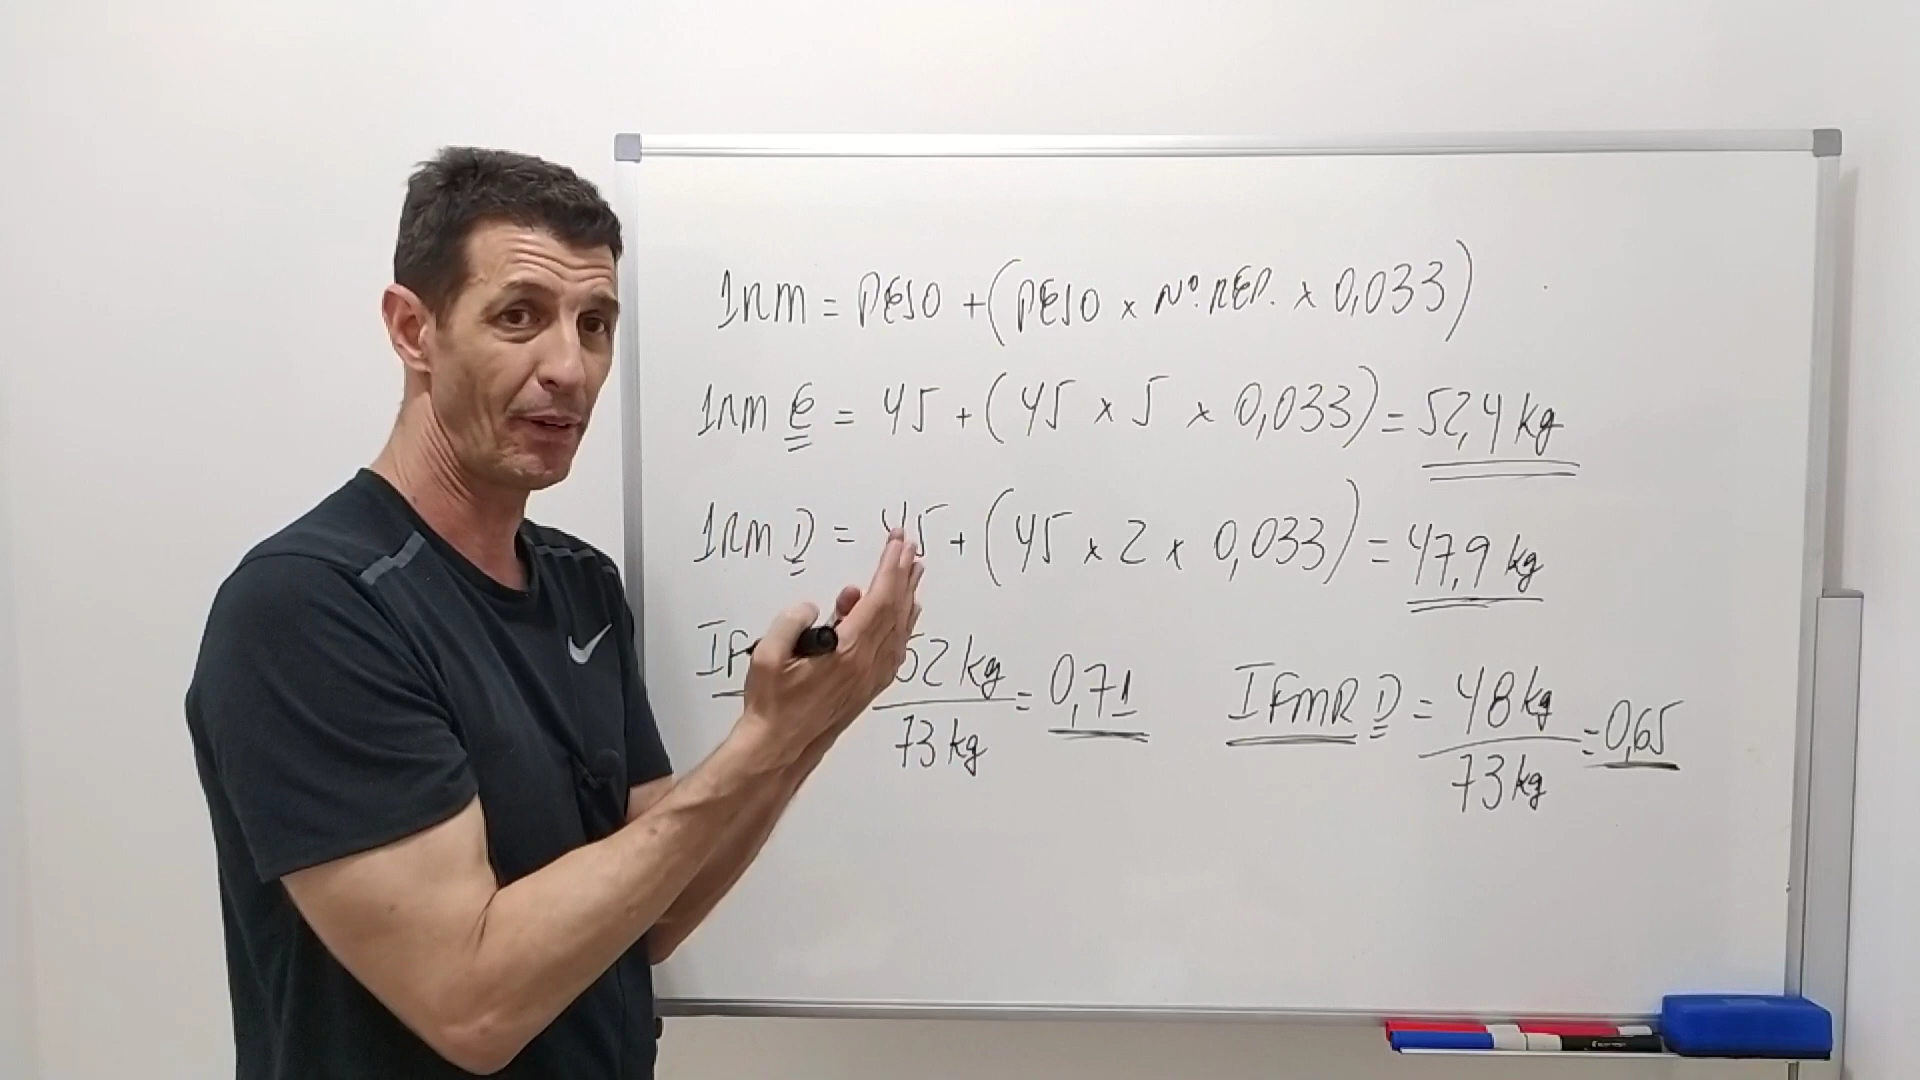 1RM = PESO + (PESO x Nº. REP. x 0,033)
1RM E = 45 + (45 x 5 x 0,033) = 52,4 kg
1RM D = 45 + (45 x 2 x 0,033) = 47,9 kg
52 kg = 0,71
73 kg
IFMR D = 48 kg = 0,65
73 kg